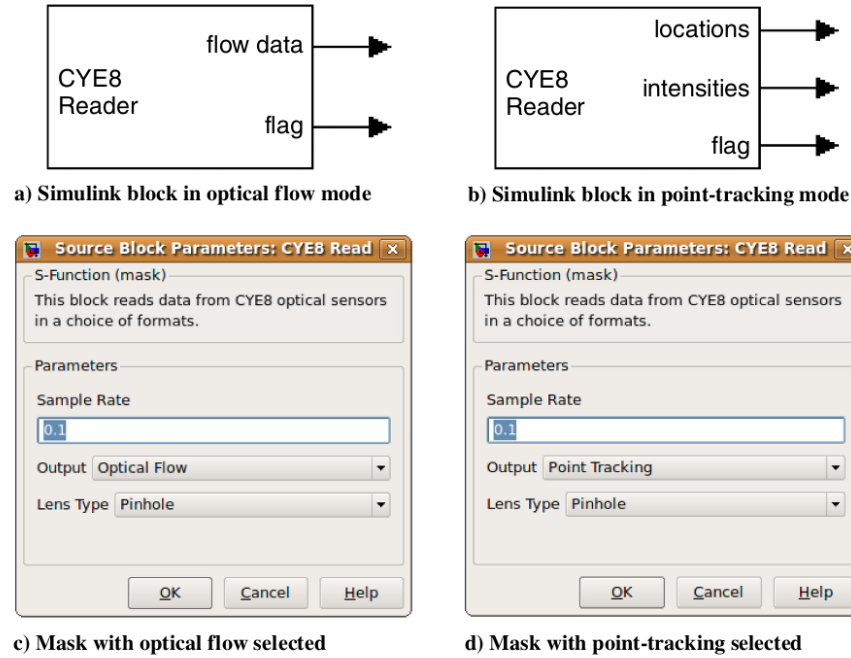 flow data
CYE8
Reader
flag
a) Simulink block in optical flow mode
locations
CYE8
Reader
intensities
flag
b) Simulink block in point-tracking mode
Source Block Parameters: CYE8 Read
S-Function (mask)
This block reads data from CYE8 optical sensors
in a choice of formats.
Parameters
Sample Rate
0.1
Output Optical Flow
Lens Type Pinhole
OK Cancel Help
c) Mask with optical flow selected
Source Block Parameters: CYE8 Read
S-Function (mask)
This block reads data from CYE8 optical sensors
in a choice of formats.
Parameters
Sample Rate
0.1
Output Point Tracking
Lens Type Pinhole
OK Cancel Help
d) Mask with point-tracking selected